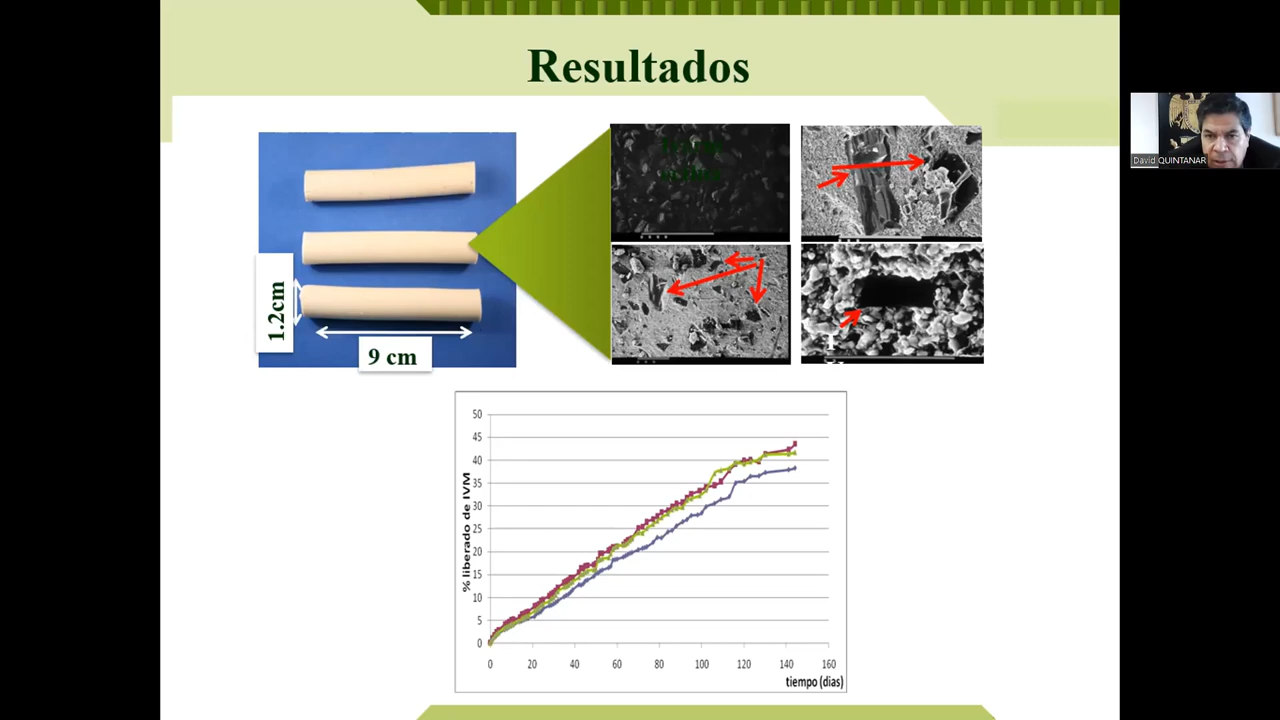 Resultados
David QUINTANAR
1.2cm
9 cm
% liberado de IVM
50
45
40
35
30
25
20
15
10
5
0
0 20 40 60 80 100 120 140 160
tiempo (dias)